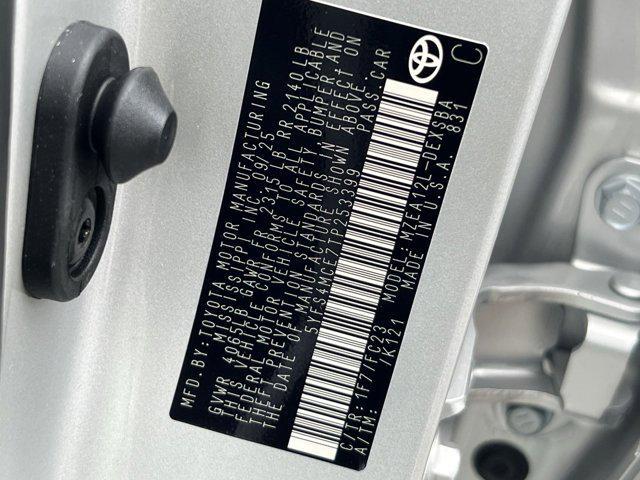 MFD.BY:TOYOTA MOTOR MANUFACTURING
MISSISSIPPI, INC. 09/25
GVWR 4065LB GAWR FR 2315LB RR 2140LB
THIS VEHICLE CONFORMS TO ALL APPLICABLE
FEDERAL MOTOR VEHICLE SAFETY, BUMPER AND
THEFT PREVENTION STANDARDS IN EFFECT ON
THE DATE OF MANUFACTURE SHOWN ABOVE.
PASS.CAR
C
C/TR:1F7/FC23 MODEL:MZEA12L-DEXSBA
A/TM: /K121 MADE IN U.S.A. 831